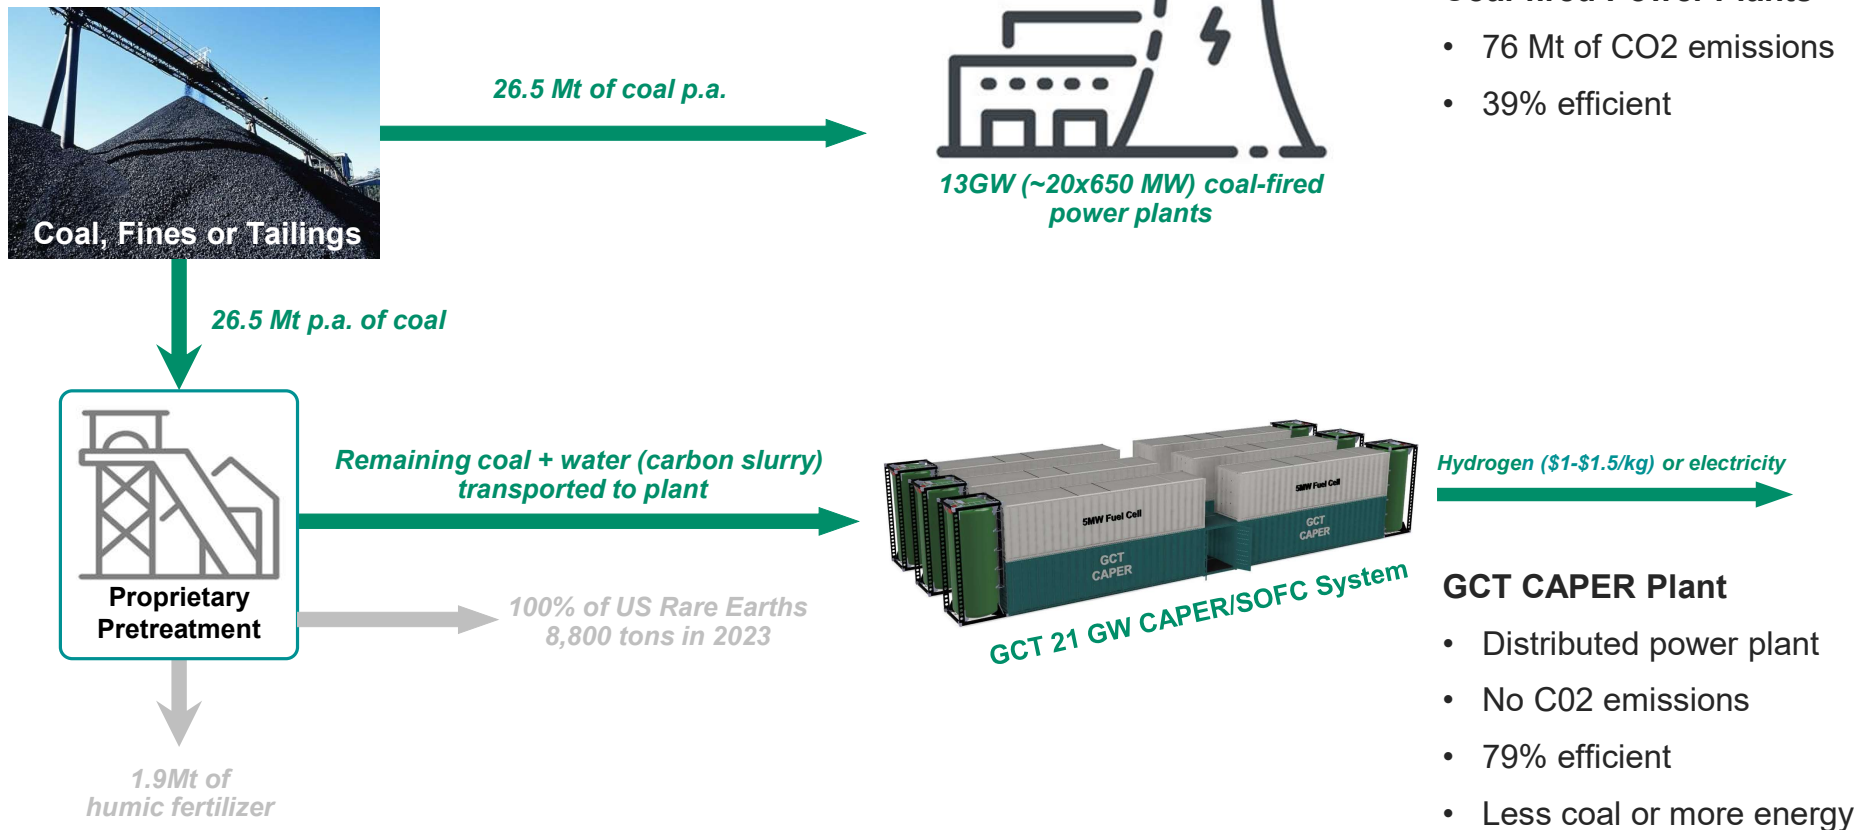 Coal-fired Power Plants
• 76 Mt of CO2 emissions
• 39% efficient
26.5 Mt of coal p.a.
13GW (~20x650 MW) coal-fired
power plants
Coal, Fines or Tailings
26.5 Mt p.a. of coal
Proprietary
Pretreatment
Remaining coal + water (carbon slurry)
transported to plant
100% of US Rare Earths
8,800 tons in 2023
1.9Mt of
humic fertilizer
5MW Fuel Cell
GCT
CAPER
5MW Fuel Cell
GCT
CAPER
GCT 21 GW CAPER/SOFC System
Hydrogen ($1-$1.5/kg) or electricity
GCT CAPER Plant
• Distributed power plant
• No C02 emissions
• 79% efficient
• Less coal or more energy